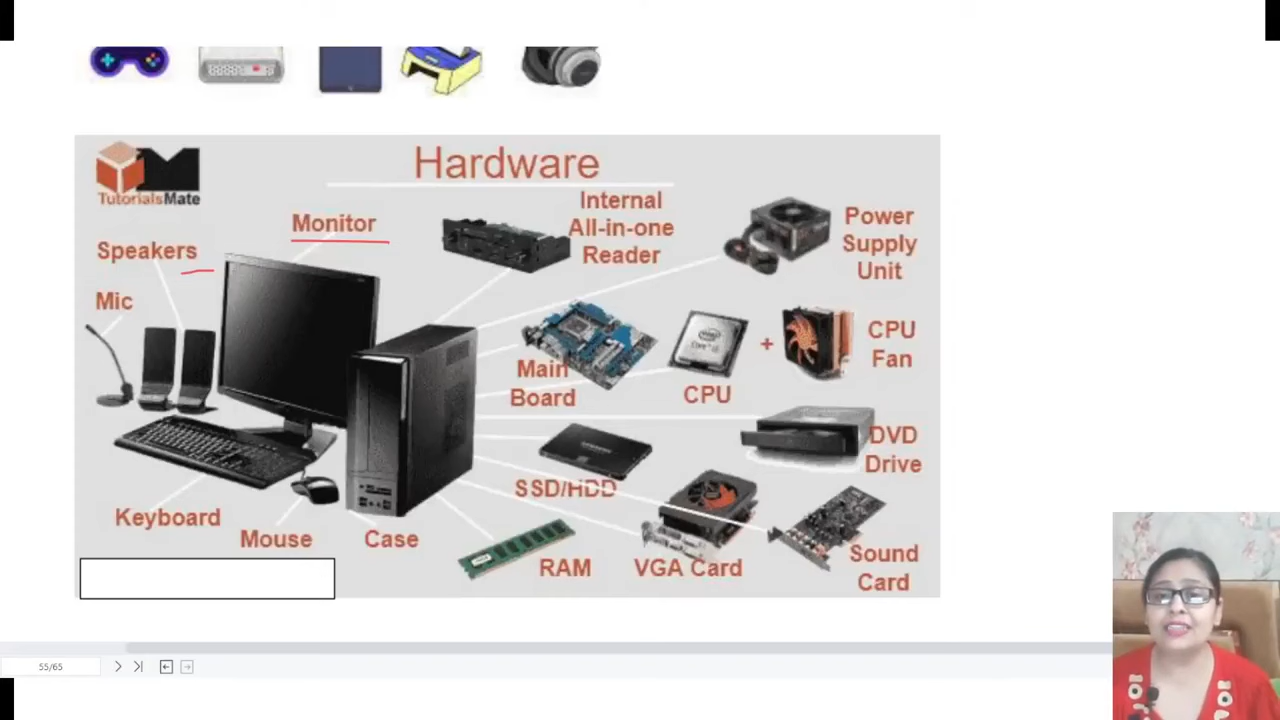 Hardware
TutorialsMate
Monitor
Speakers
Mic
Internal
All-in-one
Reader
Power
Supply
Unit
Main
Board
CPU
+
CPU
Fan
DVD
Drive
SSD/HDD
Keyboard
Mouse
Case
RAM
VGA Card
Sound
Card
55/65